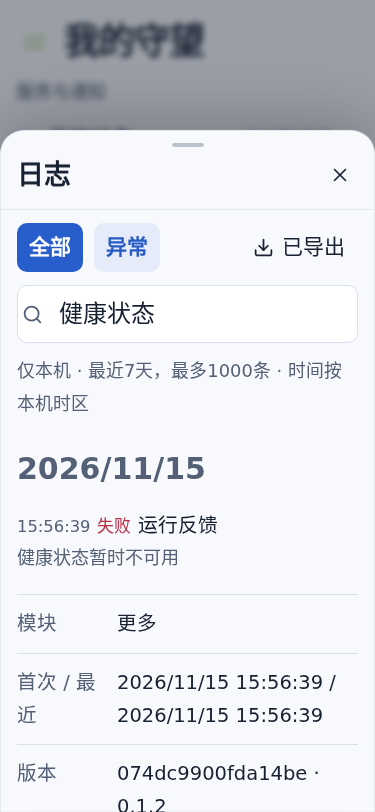 我的守望
服务与通知
日志
全部 异常 已导出
健康状态
仅本机 · 最近7天，最多1000条 · 时间按
本机时区
2026/11/15
15:56:39 失败 运行反馈
健康状态暂时不可用
模块 更多
首次 / 最近 2026/11/15 15:56:39 /
2026/11/15 15:56:39
版本 074dc9900fda14be ·
0.1.2